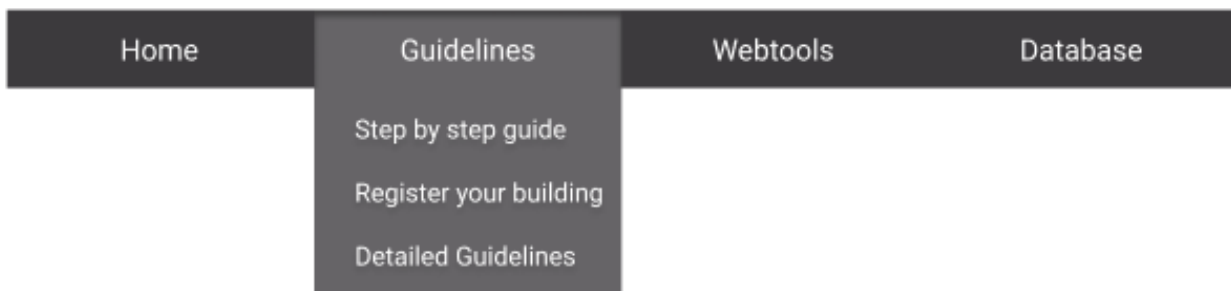 Home Guidelines Webtools Database
Step by step guide
Register your building
Detailed Guidelines